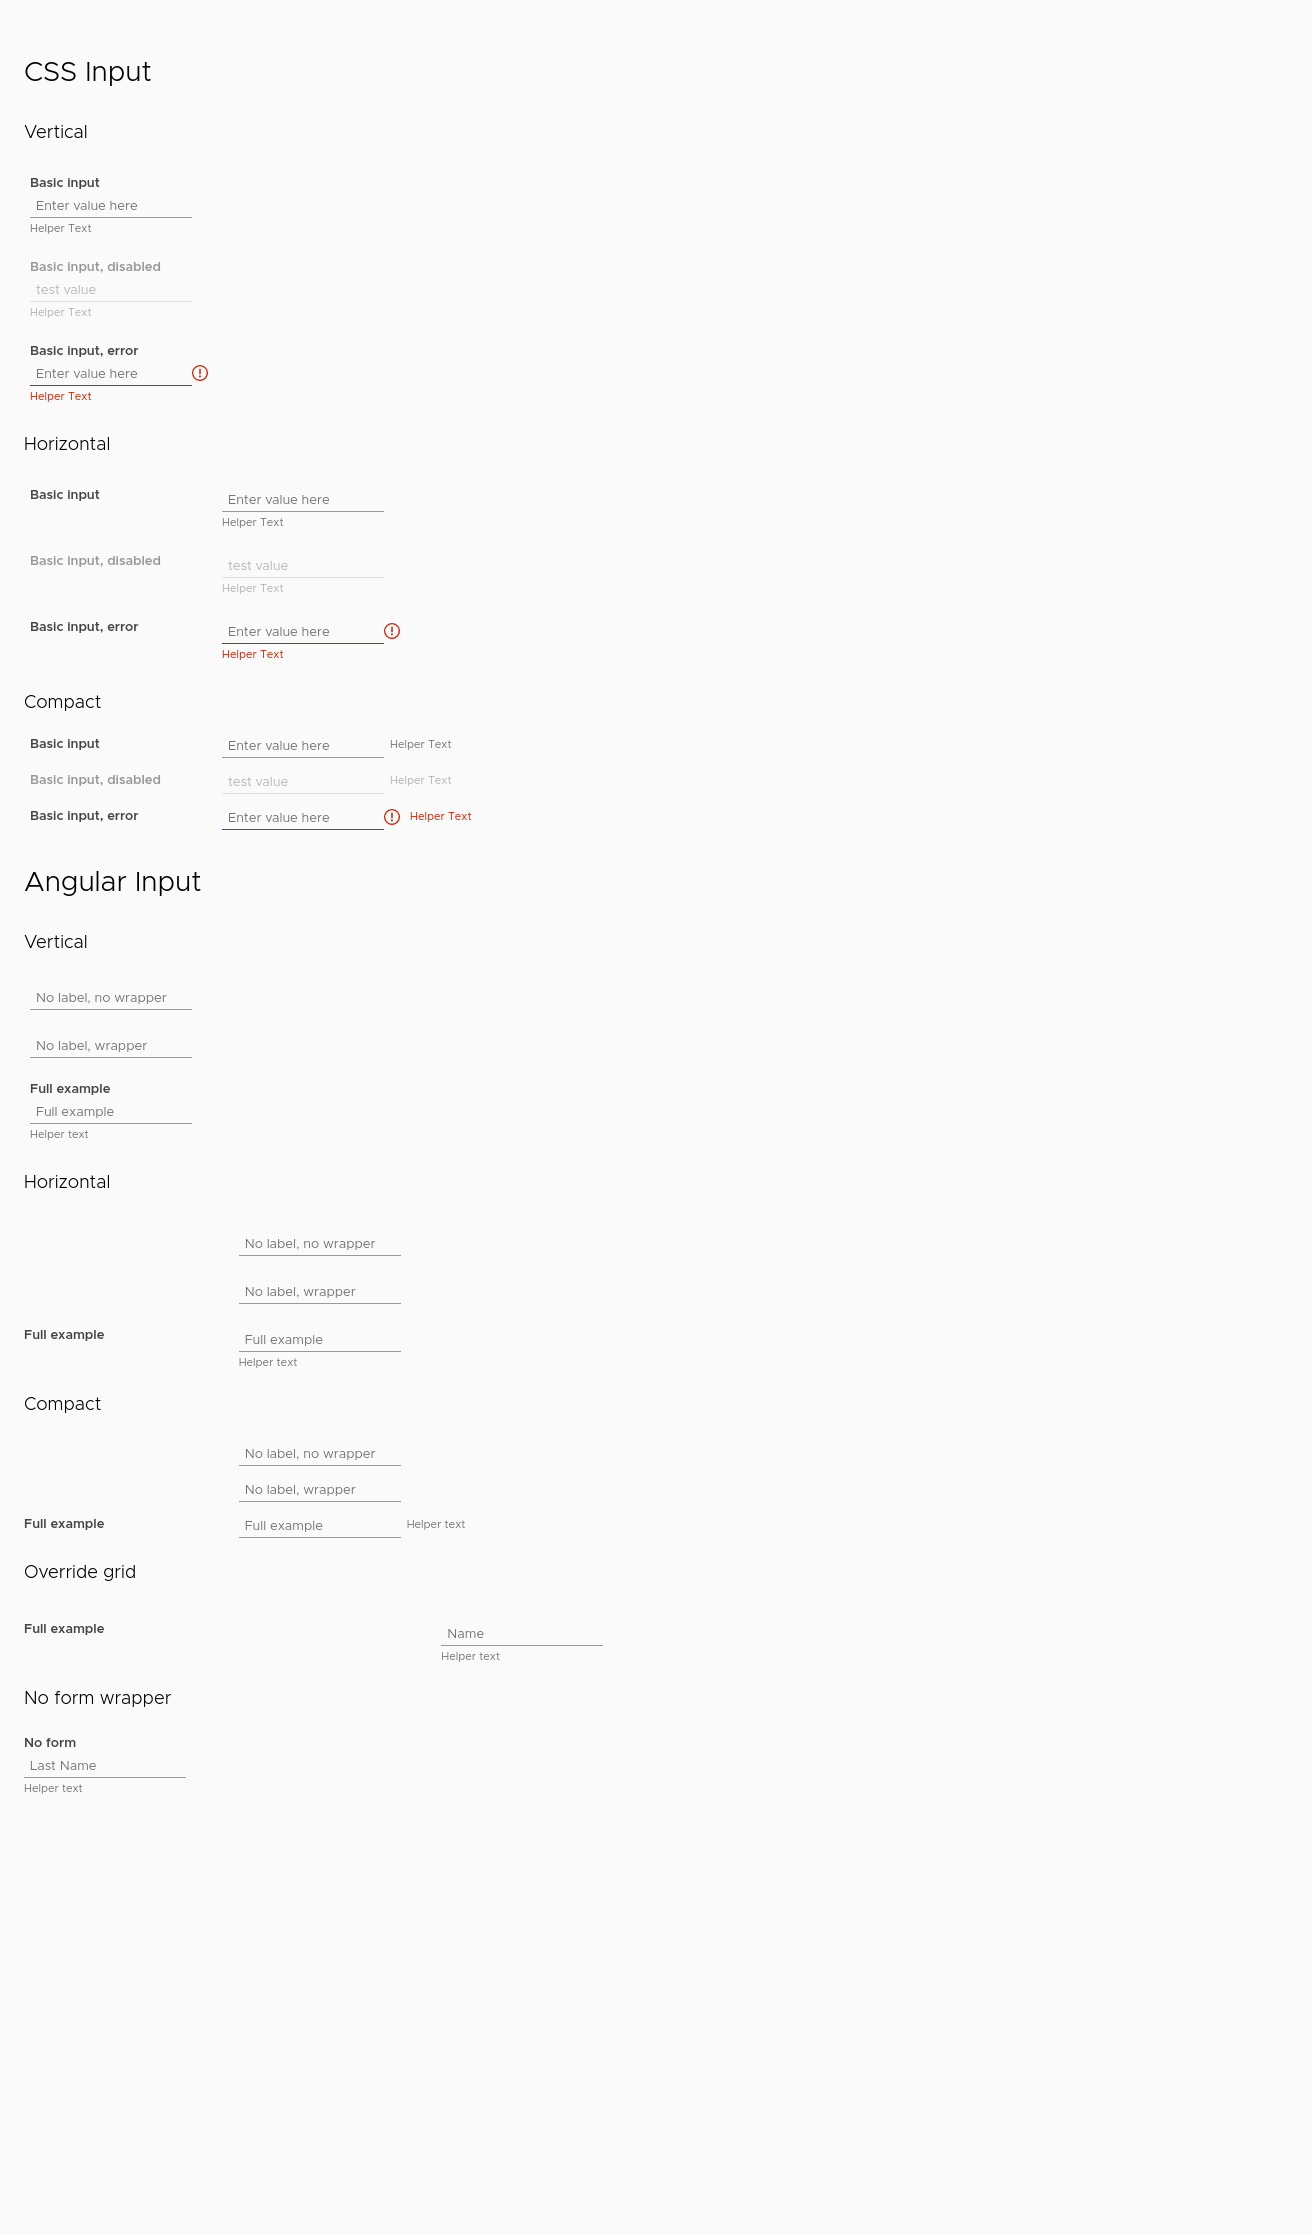 CSS Input
Vertical
Basic input
Enter value here
Helper Text
Basic input, disabled
test value
Helper Text
Basic input, error
Enter value here
Helper Text
Horizontal
Basic input Enter value here
Helper Text
Basic input, disabled test value
Helper Text
Basic input, error Enter value here
Helper Text
Compact
Basic input Enter value here Helper Text
Basic input, disabled test value Helper Text
Basic input, error Enter value here Helper Text
Angular Input
Vertical
No label, no wrapper
No label, wrapper
Full example
Full example
Helper text
Horizontal
No label, no wrapper
No label, wrapper
Full example Full example
Helper text
Compact
No label, no wrapper
No label, wrapper
Full example Full example Helper text
Override grid
Full example Name
Helper text
No form wrapper
No form
Last Name
Helper text